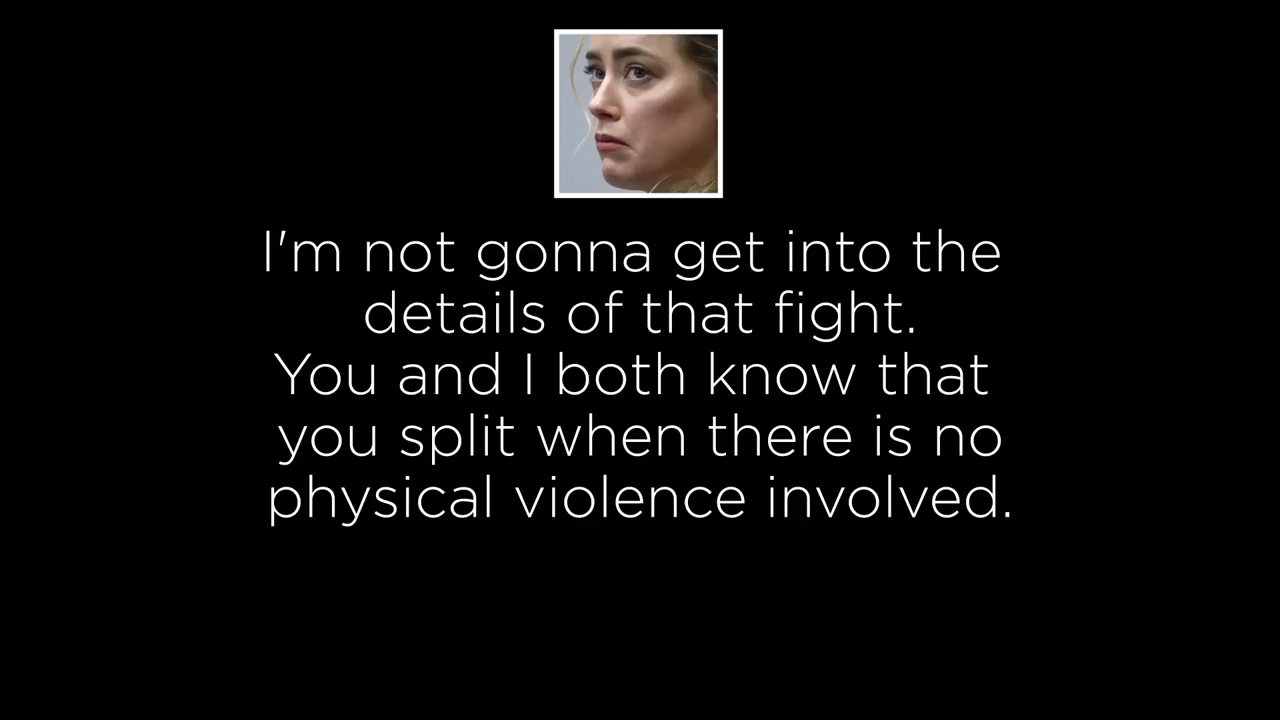 I'm not gonna get into the
details of that fight.
You and I both know that
you split when there is no
physical violence involved.